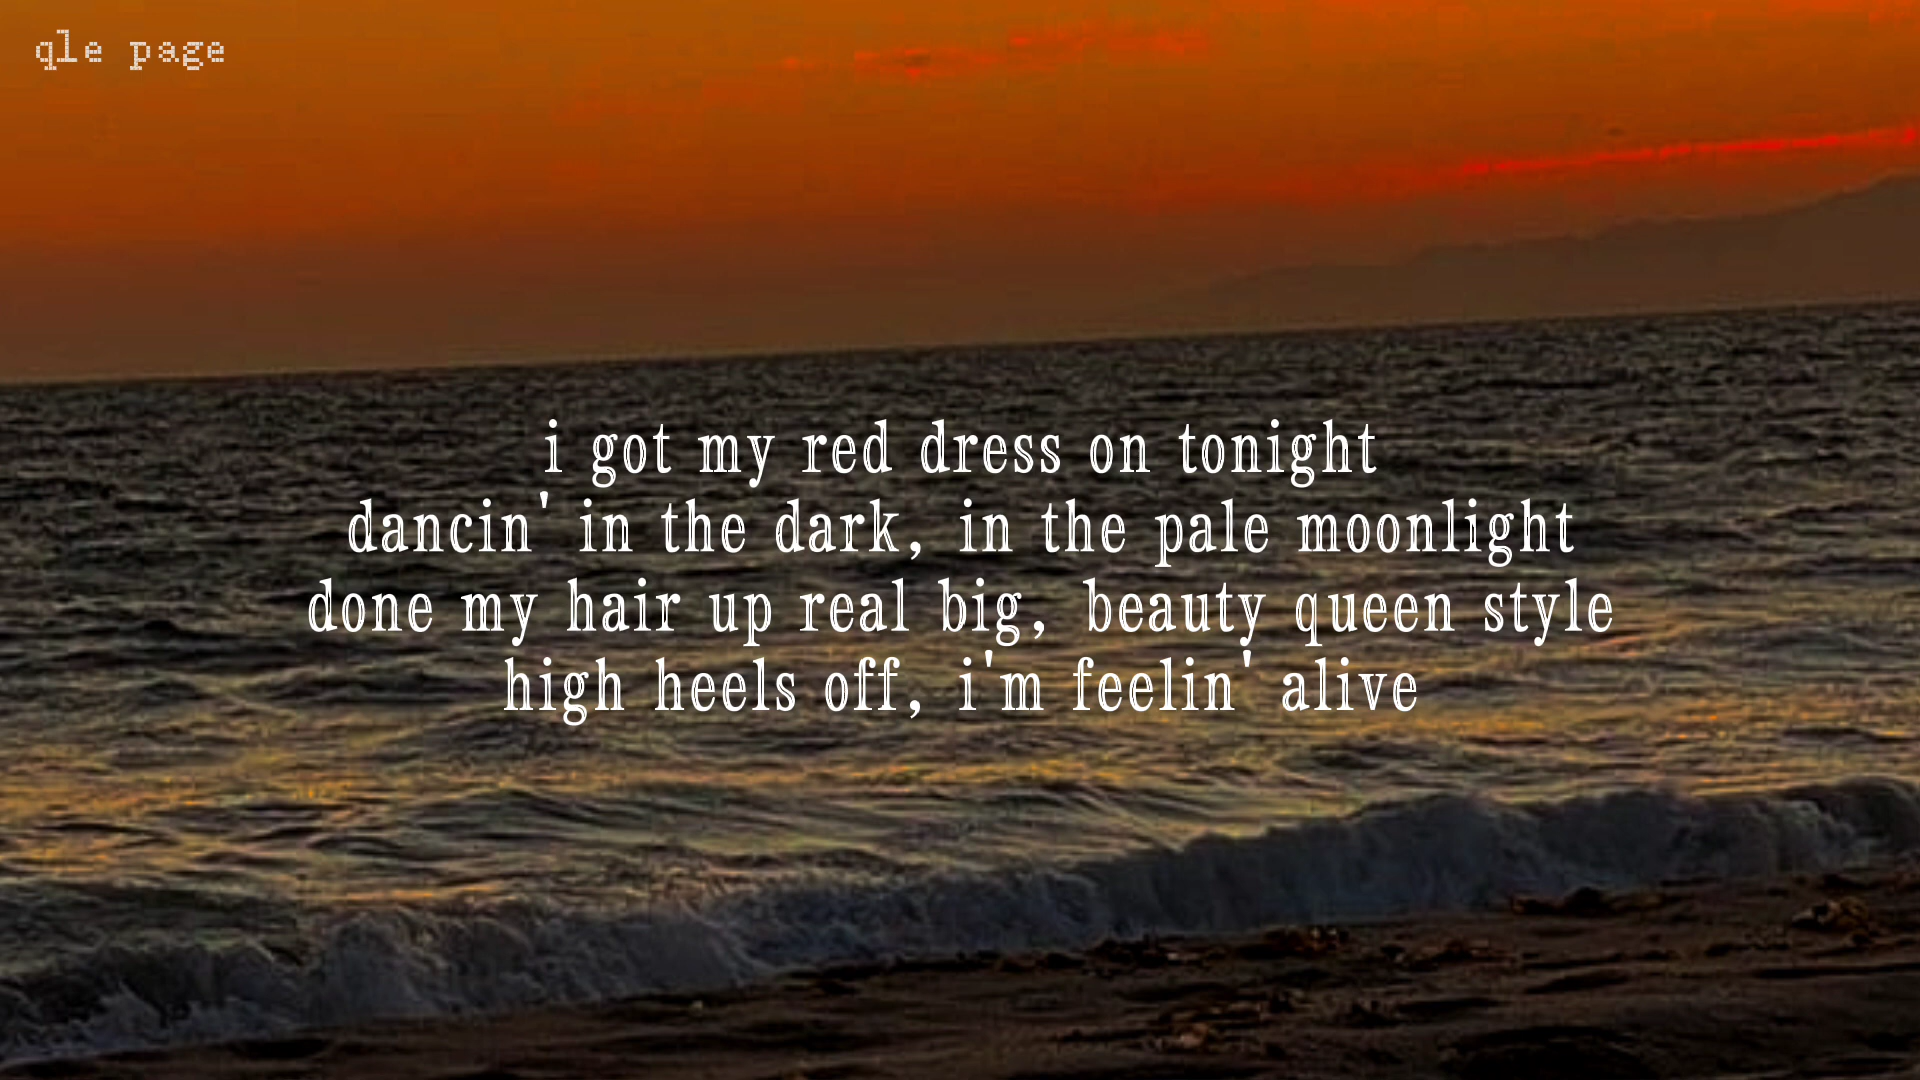 qle page
i got my red dress on tonight
dancin' in the dark, in the pale moonlight
done my hair up real big, beauty queen style
high heels off, i'm feelin' alive